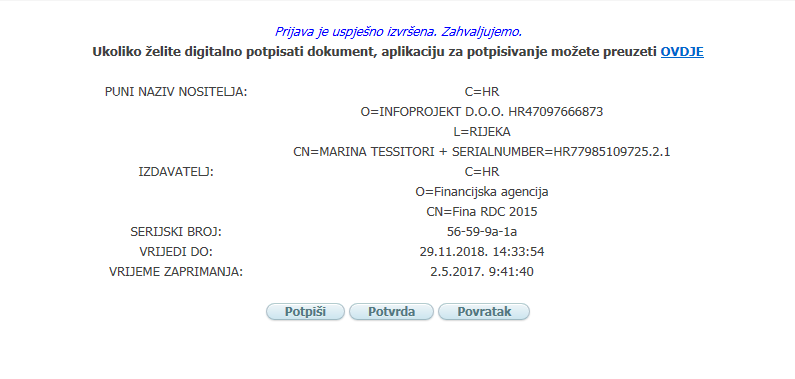 Prijava je uspješno izvršena. Zahvaljujemo.
Ukoliko želite digitalno potpisati dokument, aplikaciju za potpisivanje možete preuzeti OVDJE
PUNI NAZIV NOSITELJA: C=HR
O=INFOPROJEKT D.O.O. HR47097666873
L=RIJEKA
CN=MARINA TESSITORI + SERIALNUMBER=HR77985109725.2.1
IZDAVATELJ: C=HR
O=Financijska agencija
CN=Fina RDC 2015
SERIJSKI BROJ: 56-59-9a-1a
VRIJEDI DO: 29.11.2018. 14:33:54
VRIJEME ZAPRIMANJA: 2.5.2017. 9:41:40
Potpiši Potvrda Povratak